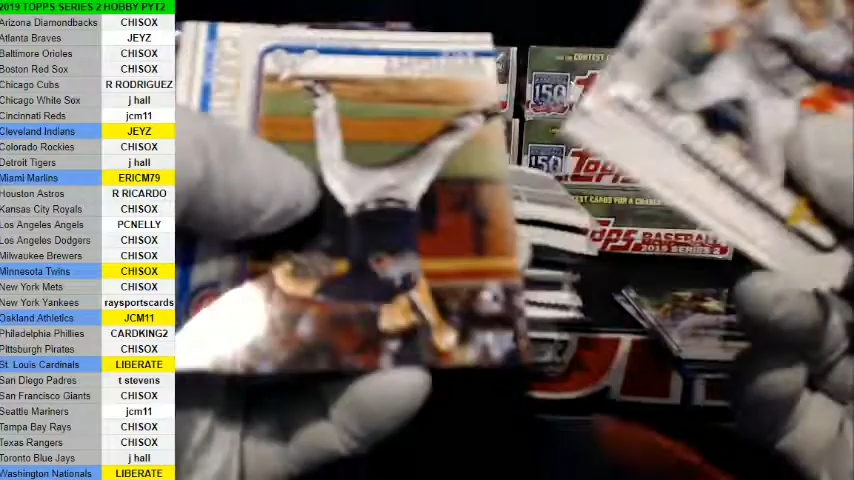 2019 TOPPS SERIES 2 HOBBY PYT2
Arizona Diamondbacks CHISOX
Atlanta Braves JEYZ
Baltimore Orioles CHISOX
Boston Red Sox CHISOX
Chicago Cubs R RODRIGUEZ
Chicago White Sox j hall
Cincinnati Reds jcm11
Cleveland Indians JEYZ
Colorado Rockies CHISOX
Detroit Tigers j hall
Miami Marlins ERICM79
Houston Astros R RICARDO
Kansas City Royals CHISOX
Los Angeles Angels PCNELLY
Los Angeles Dodgers CHISOX
Milwaukee Brewers CHISOX
Minnesota Twins CHISOX
New York Mets CHISOX
New York Yankees raysportscards
Oakland Athletics JCM11
Philadelphia Phillies CARDKING2
Pittsburgh Pirates CHISOX
St. Louis Cardinals LIBERATE
San Diego Padres t stevens
San Francisco Giants CHISOX
Seattle Mariners jcm11
Tampa Bay Rays CHISOX
Texas Rangers CHISOX
Toronto Blue Jays j hall
Washington Nationals LIBERATE
150
150 Topps
BASEBALL
2019 SERIES 2